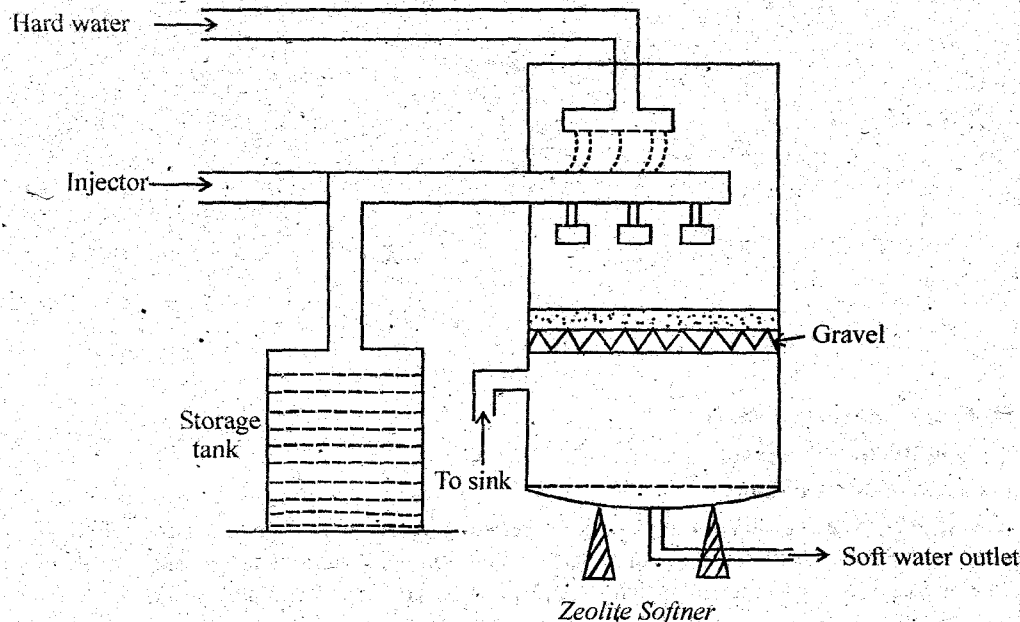 Hard water
Injector
Gravel
Storage
tank
To sink
Soft water outlet
Zeolite Softner